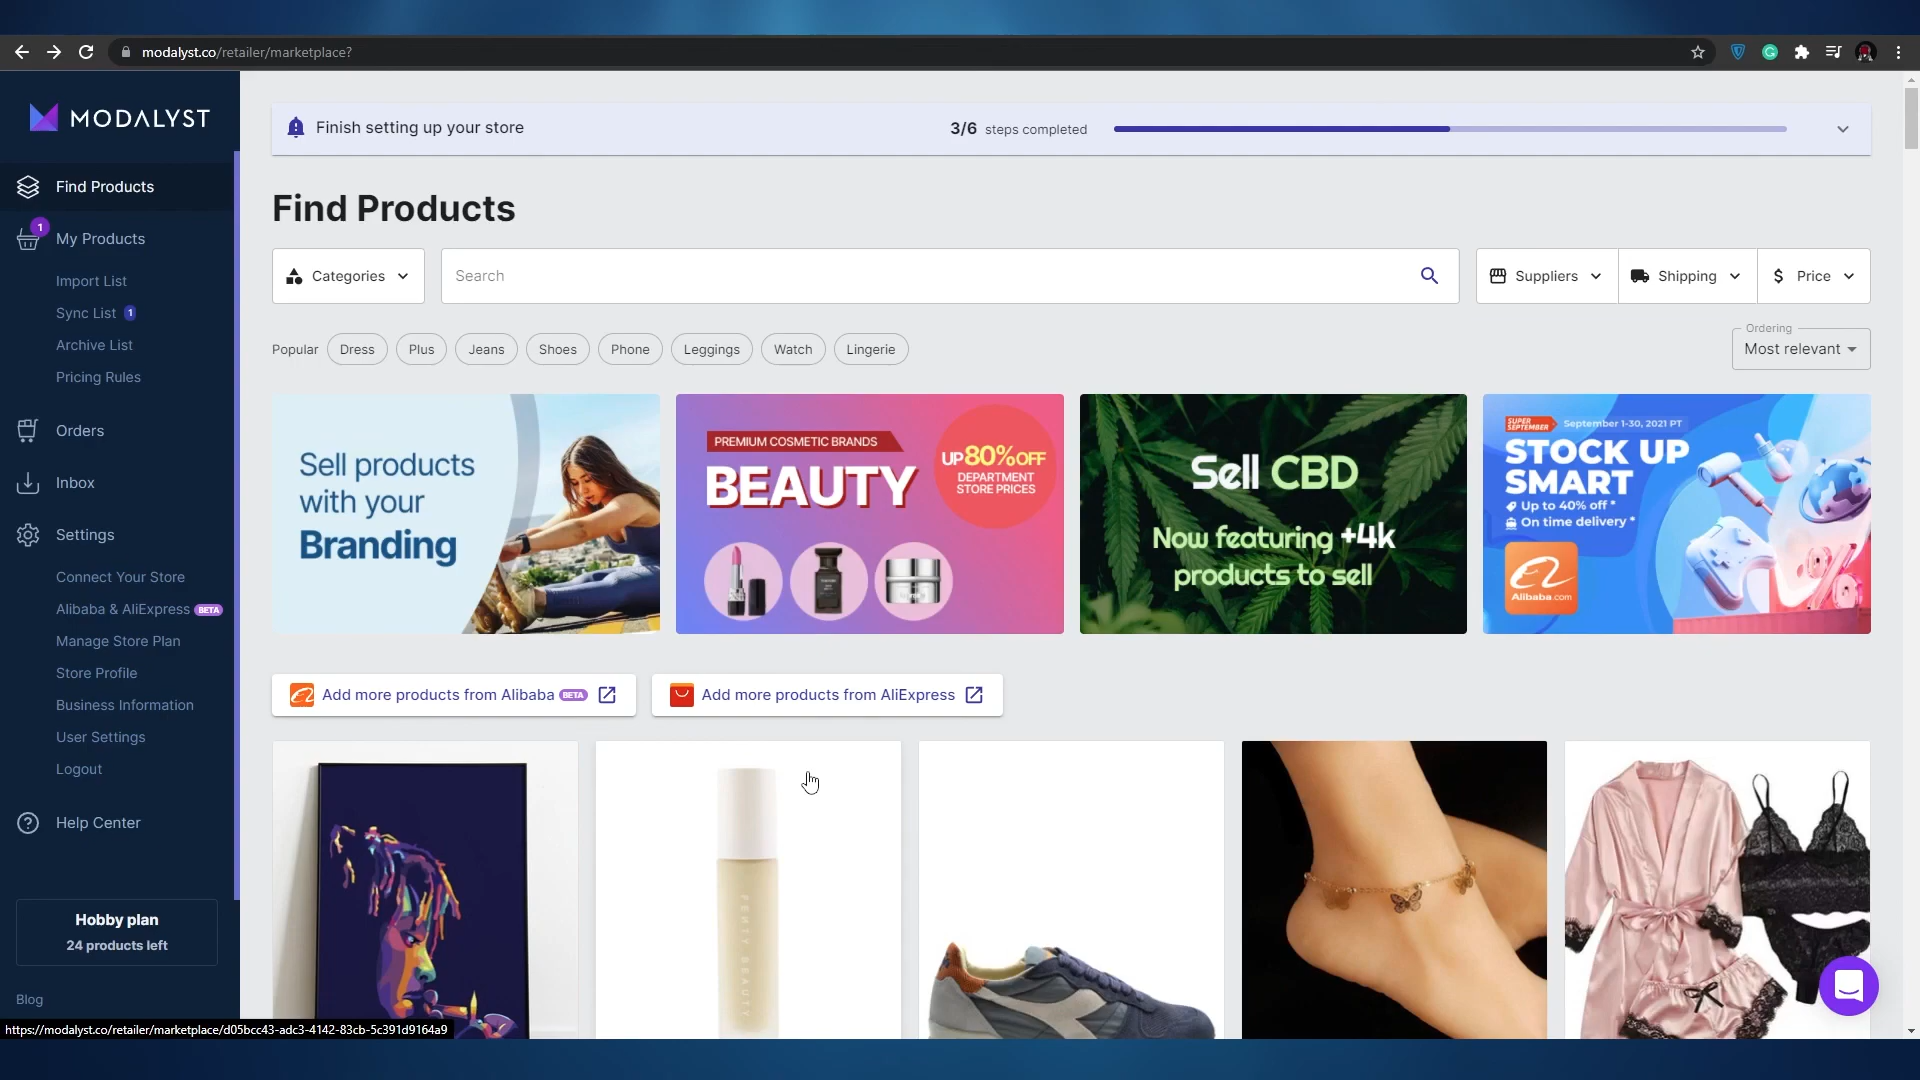 modalyst.co/retailer/marketplace?
MODALYST
Find Products
1
My Products
Import List
Sync List 1
Archive List
Pricing Rules
Orders
Inbox
Settings
Connect Your Store
Alibaba & AliExpress BETA
Manage Store Plan
Store Profile
Business Information
User Settings
Logout
Help Center
Hobby plan
24 products left
Blog
https://modalyst.co/retailer/marketplace/d05bcc43-adc3-4142-83cb-5c391d9164a9
Finish setting up your store
3/6 steps completed
Find Products
Categories
Search
Suppliers
Shipping
$ Price
Popular Dress Plus Jeans Shoes Phone Leggings Watch Lingerie
Ordering
Most relevant
Sell products
with your
Branding
PREMIUM COSMETIC BRANDS
BEAUTY
UP 80% OFF
DEPARTMENT
STORE PRICES
Sell CBD
Now featuring +4k
products to sell
SUPER
SEPTEMBER
September 1-30, 2021 PT
STOCK UP
SMART
Up to 40% off *
On time delivery *
Alibaba.com
Add more products from Alibaba BETA
Add more products from AliExpress
FENTY BEAUTY